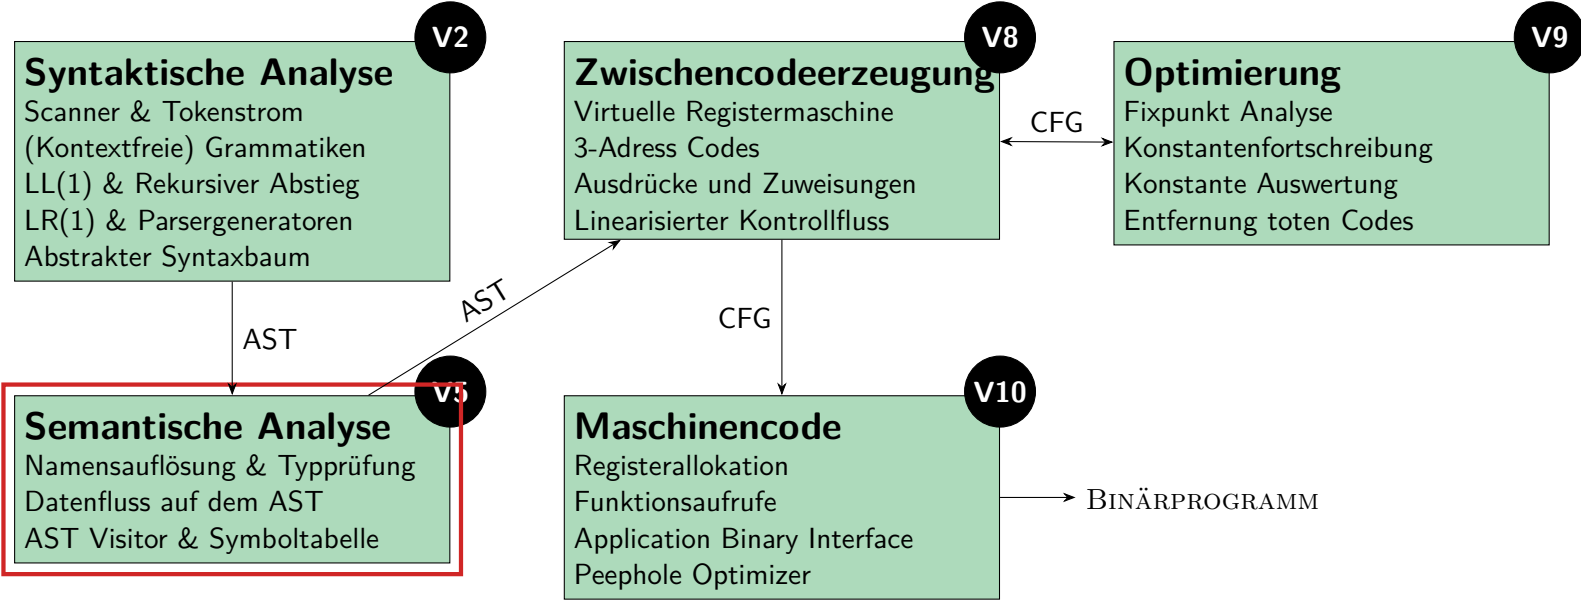 V2
Syntaktische Analyse
Scanner & Tokenstrom
(Kontextfreie) Grammatiken
LL(1) & Rekursiver Abstieg
LR(1) & Parsergeneratoren
Abstrakter Syntaxbaum
V8
Zwischencodeerzeugung
Virtuelle Registermaschine
3-Adress Codes
Ausdrücke und Zuweisungen
Linearisierter Kontrollfluss
CFG
V9
Optimierung
Fixpunkt Analyse
Konstantenfortschreibung
Konstante Auswertung
Entfernung toten Codes
AST
AST
CFG
V5
Semantische Analyse
Namensauflösung & Typprüfung
Datenfluss auf dem AST
AST Visitor & Symboltabelle
V10
Maschinencode
Registerallokation
Funktionsaufrufe
Application Binary Interface
Peephole Optimizer
BINÄRPROGRAMM